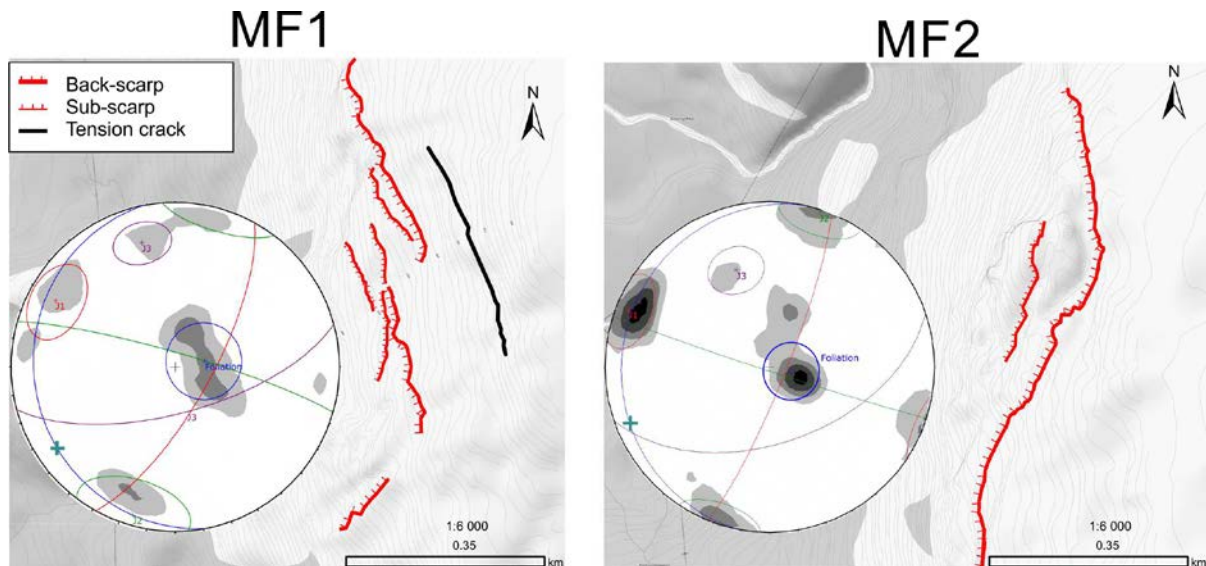 MF1
MF2
Back-scarp
Sub-scarp
Tension crack
N
J3
J1
Foliation
J3
J2
1:6 000
0.35
km
N
J2
J3
J1
Foliation
1:6 000
0.35
km